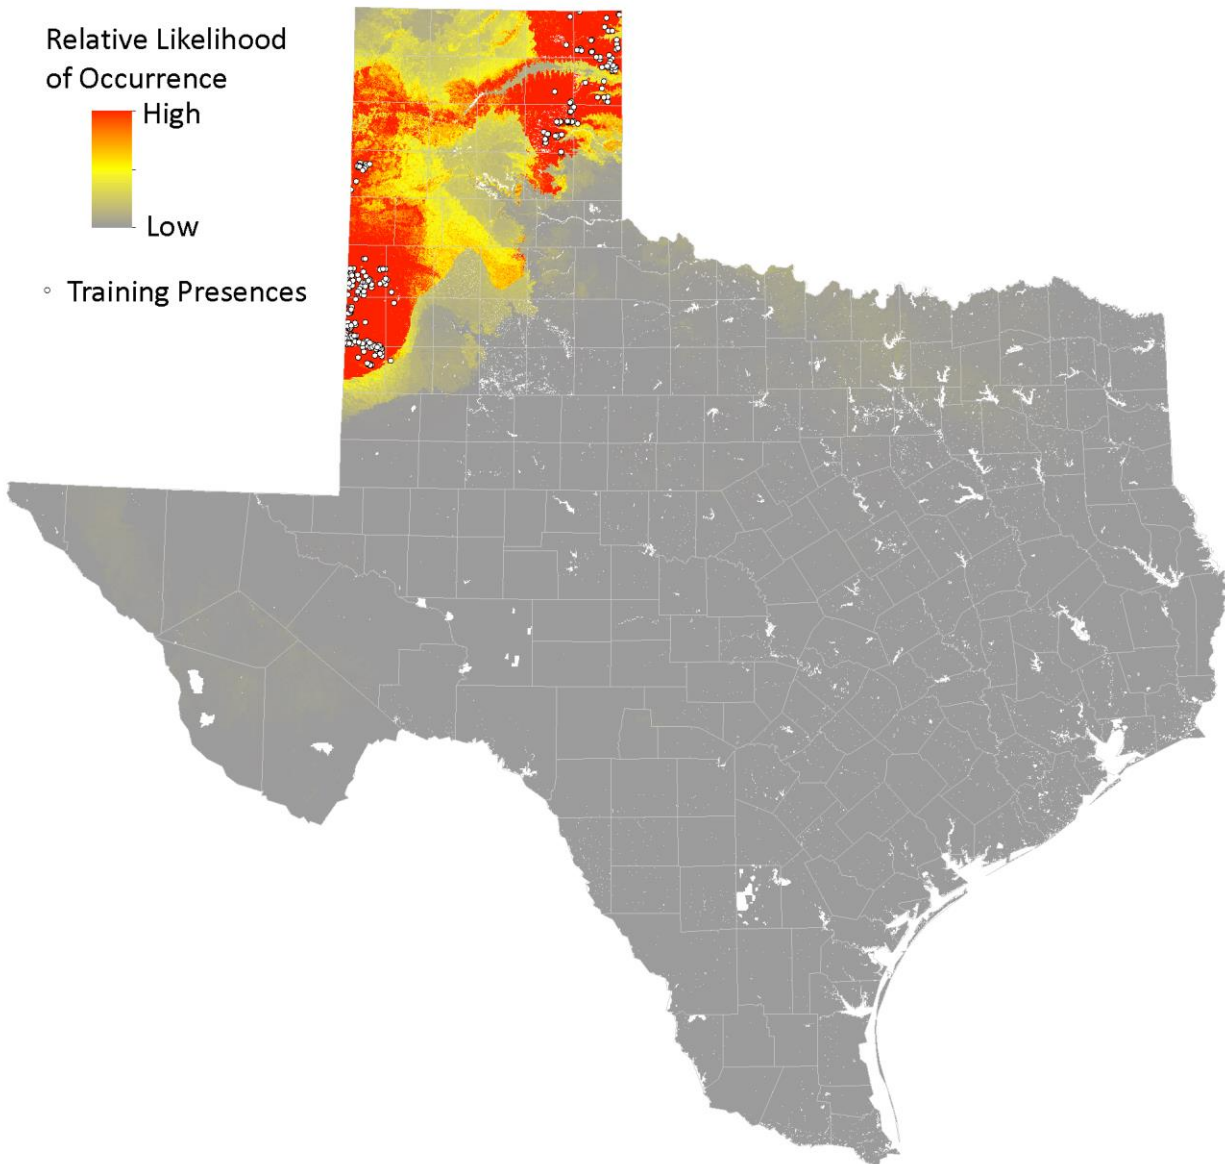 Relative Likelihood
of Occurrence
High
Low
Training Presences